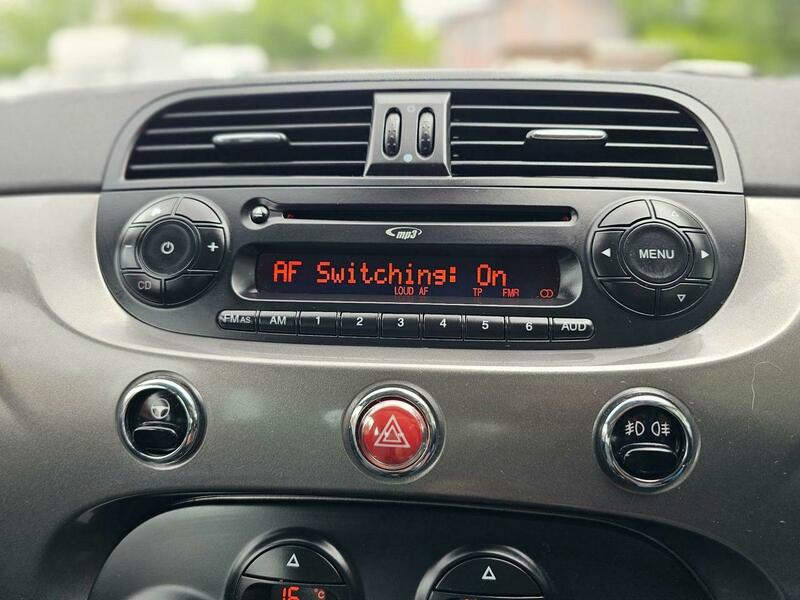 mp3
CD
MENU
AF Switching: On
LOUD AF TP FMR
FM AS AM 1 2 3 4 5 6 AUD
16 °C